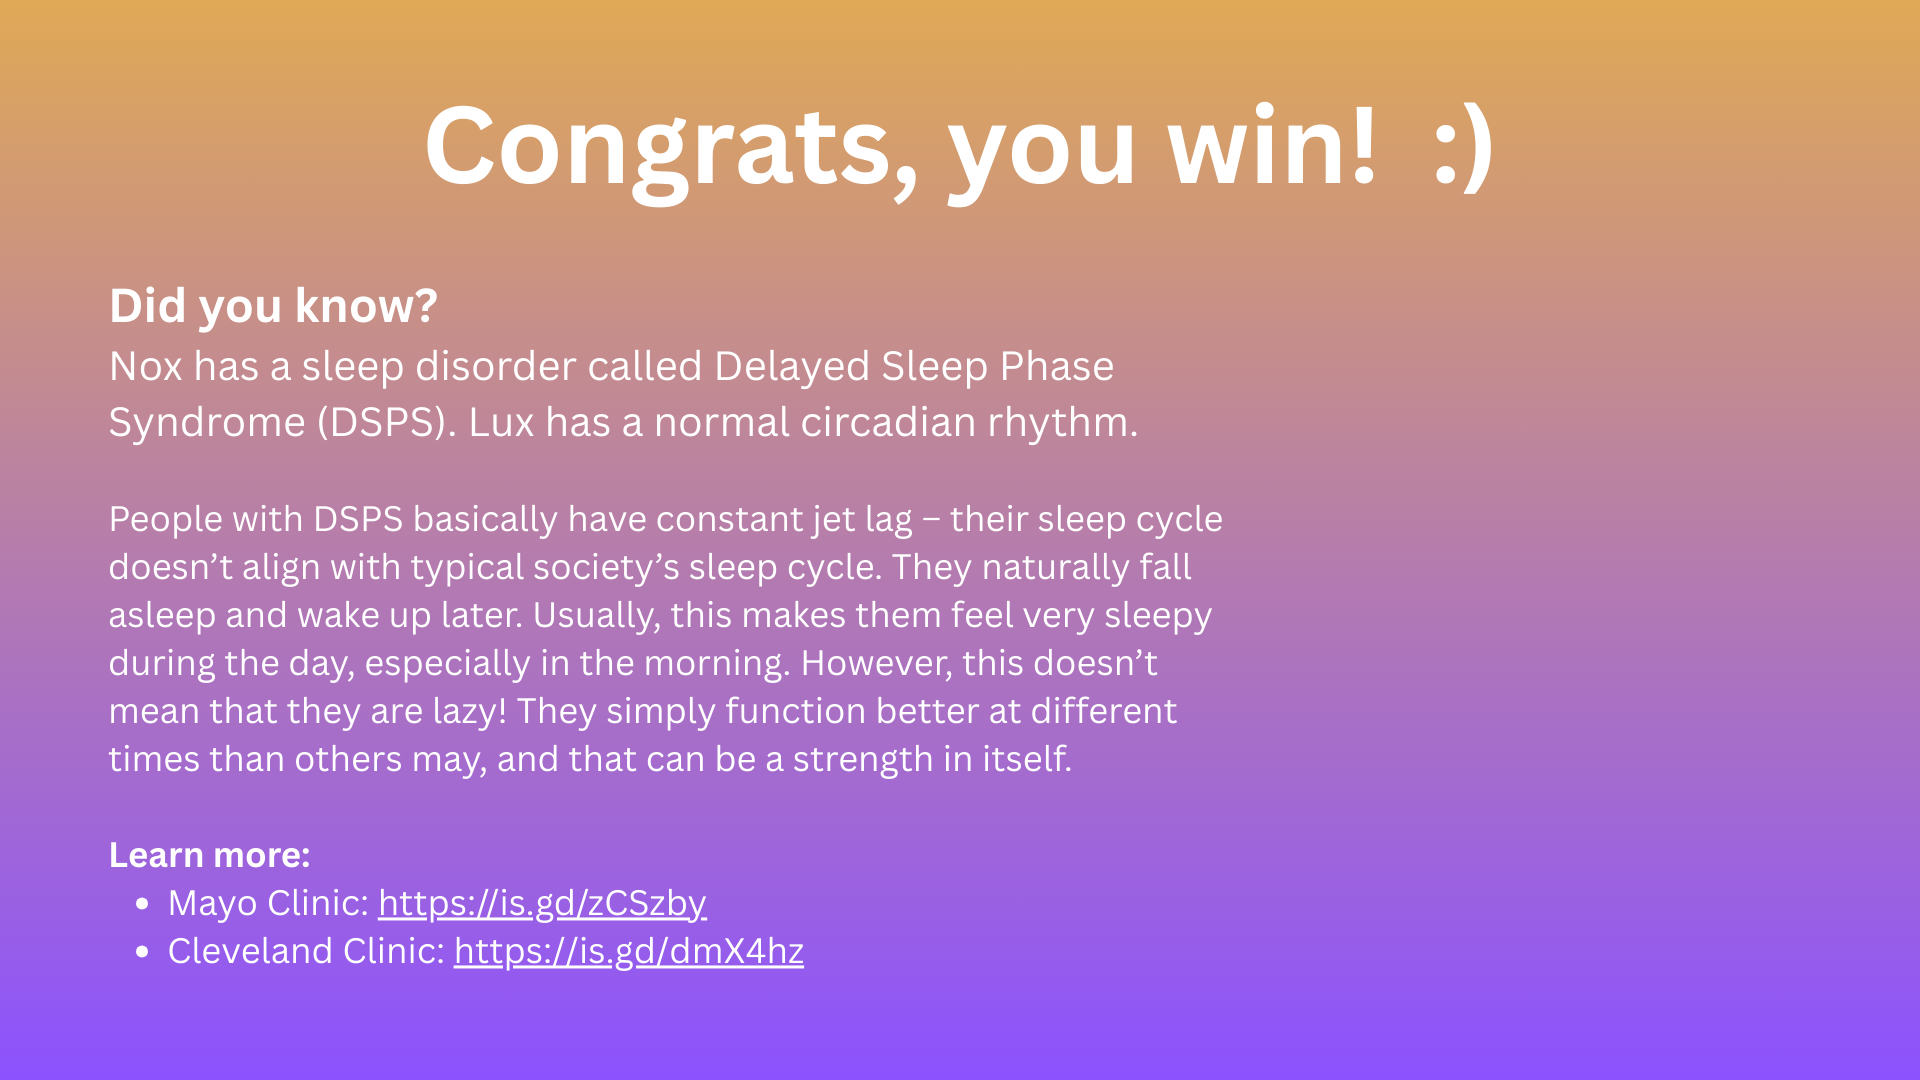 Congrats, you win!  :)
Did you know?
Nox has a sleep disorder called Delayed Sleep Phase
Syndrome (DSPS). Lux has a normal circadian rhythm.
People with DSPS basically have constant jet lag – their sleep cycle
doesn’t align with typical society’s sleep cycle. They naturally fall
asleep and wake up later. Usually, this makes them feel very sleepy
during the day, especially in the morning. However, this doesn’t
mean that they are lazy! They simply function better at different
times than others may, and that can be a strength in itself.
Learn more:
• Mayo Clinic: https://is.gd/zCSzby
• Cleveland Clinic: https://is.gd/dmX4hz